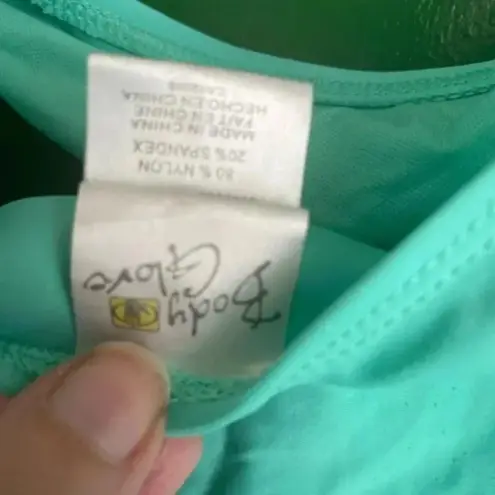 Body
Glove
80 % NYLON
20% SPANDEX
MADE IN CHINA
FAIT EN CHINE
HECHO EN CHINA